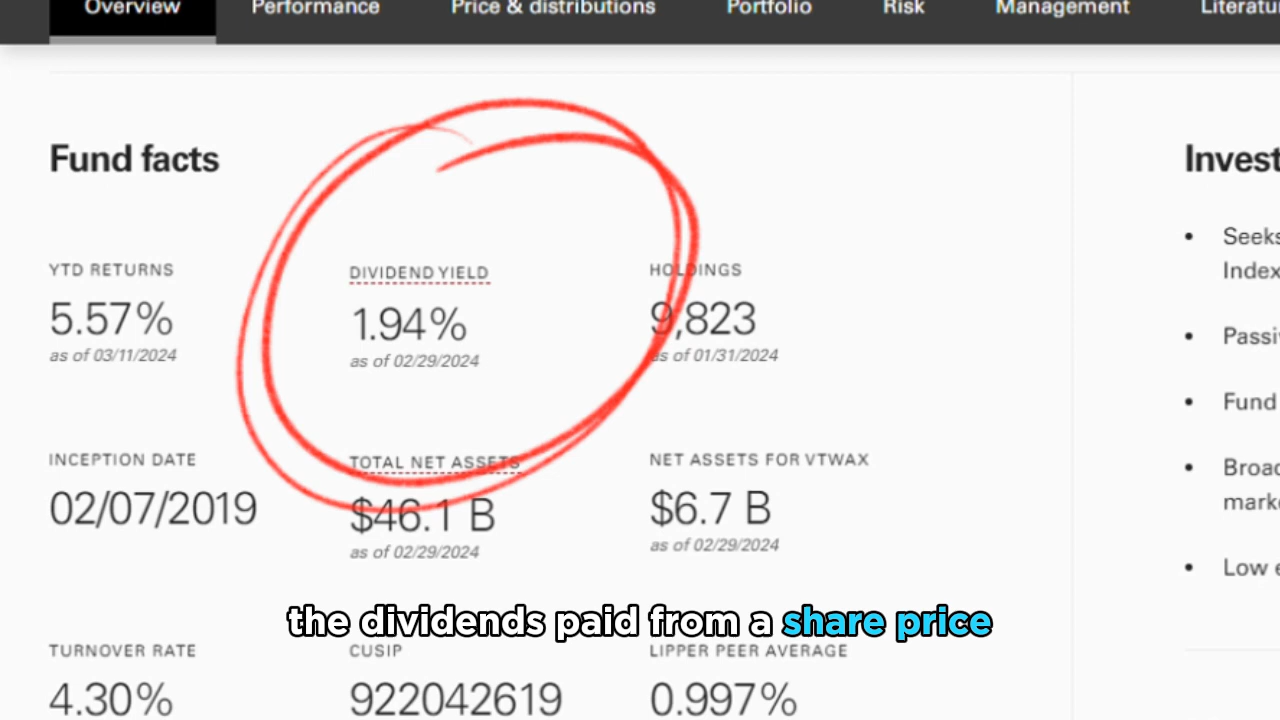 Overview Performance Price & distributions Portfolio Risk Management
Fund facts
YTD RETURNS
5.57%
as of 03/11/2024
DIVIDEND YIELD
1.94%
as of 02/29/2024
HOLDINGS
9,823
as of 01/31/2024
INCEPTION DATE
02/07/2019
TOTAL NET ASSETS
$46.1 B
as of 02/29/2024
NET ASSETS FOR VTWAX
$6.7 B
as of 02/29/2024
TURNOVER RATE
4.30%
CUSIP
922042619
LIPPER PEER AVERAGE
0.997%
Index
Fund
Low
the dividends paid from a share price